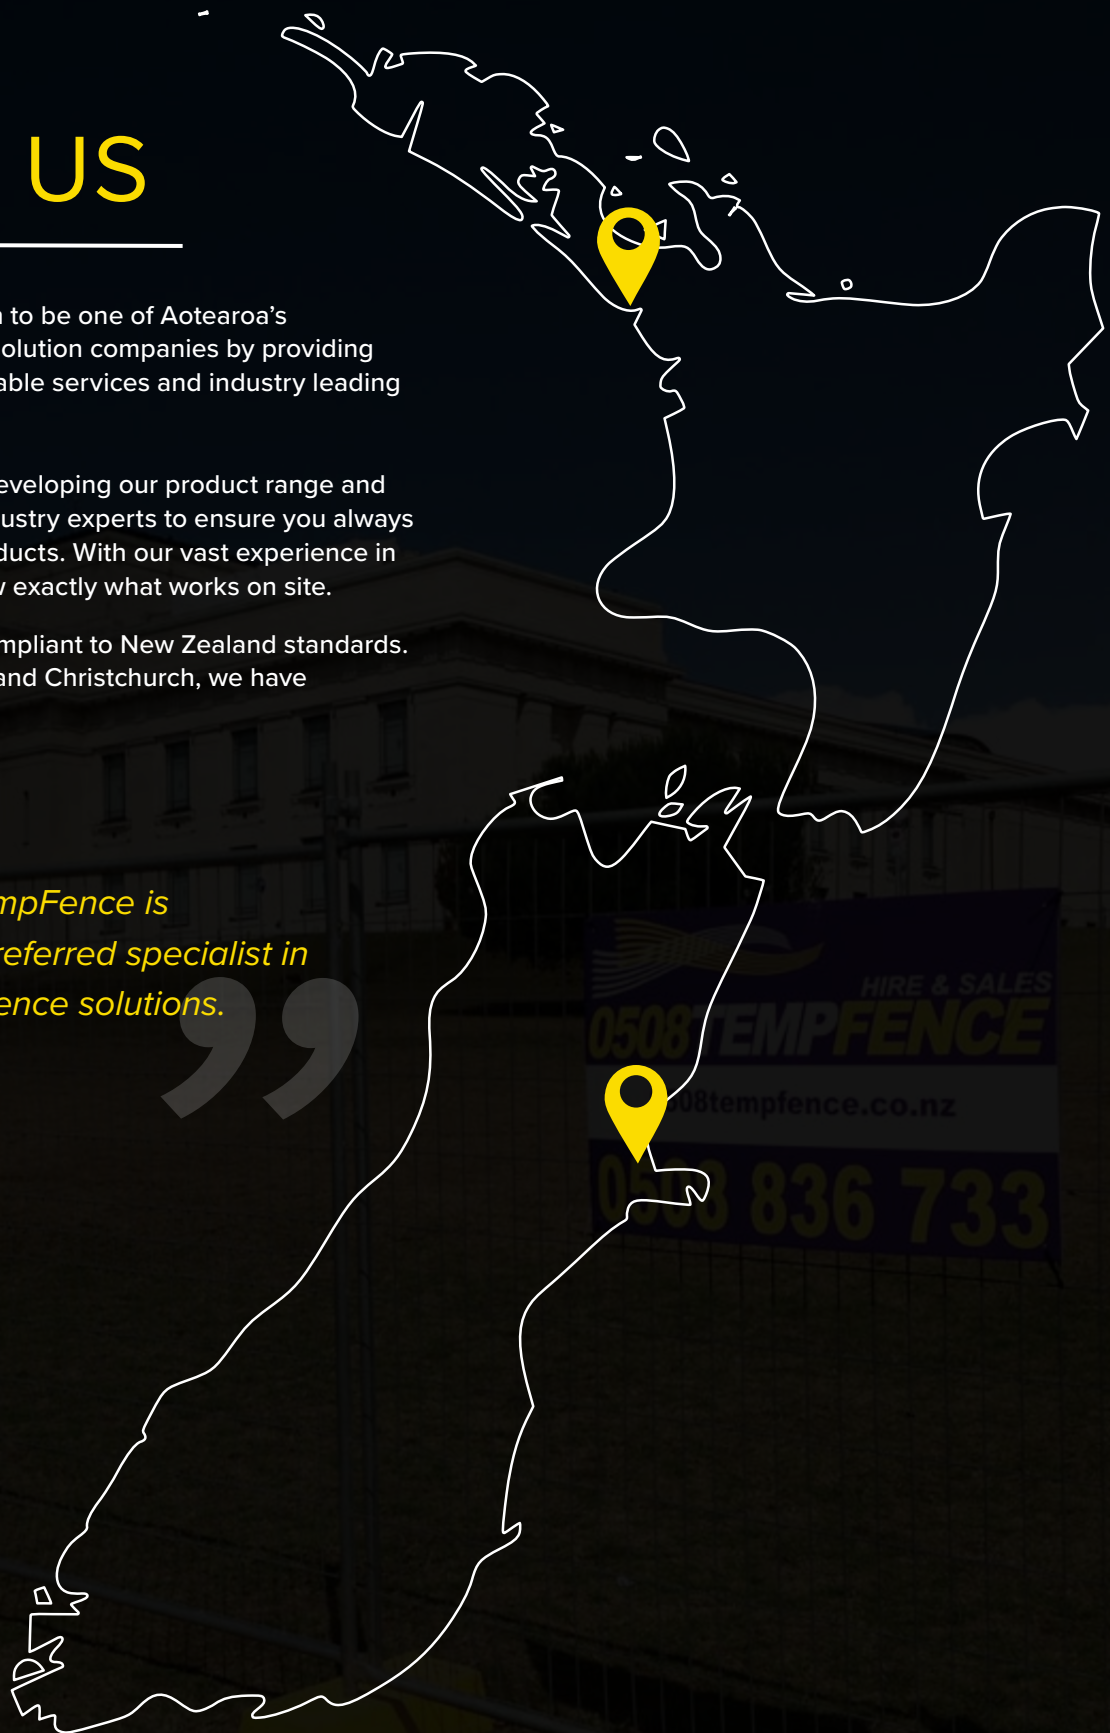 US
to be one of Aotearoa's
olution companies by providing
able services and industry leading
eveloping our product range and
ustry experts to ensure you always
ducts. With our vast experience in
exactly what works on site.
mpliant to New Zealand standards.
and Christchurch, we have
mpFence is
referred specialist in
ence solutions.
”
HIRE & SALES
0508TEMPFENCE
08tempfence.co.nz
0508 836 733